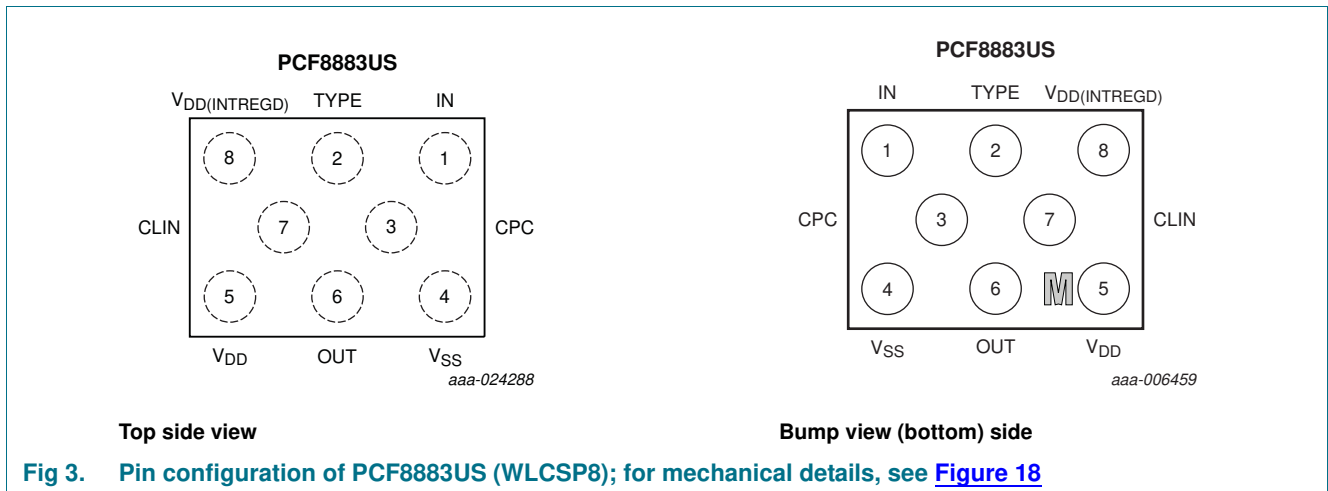 PCF8883US
VDD(INTREGD) TYPE IN
8 2 1
CLIN 7 3 CPC
5 6 4
VDD OUT VSS
aaa-024288
Top side view
PCF8883US
IN TYPE VDD(INTREGD)
1 2 8
CPC 3 7 CLIN
4 6 M 5
VSS OUT VDD
aaa-006459
Bump view (bottom) side
Fig 3. Pin configuration of PCF8883US (WLCSP8); for mechanical details, see Figure 18